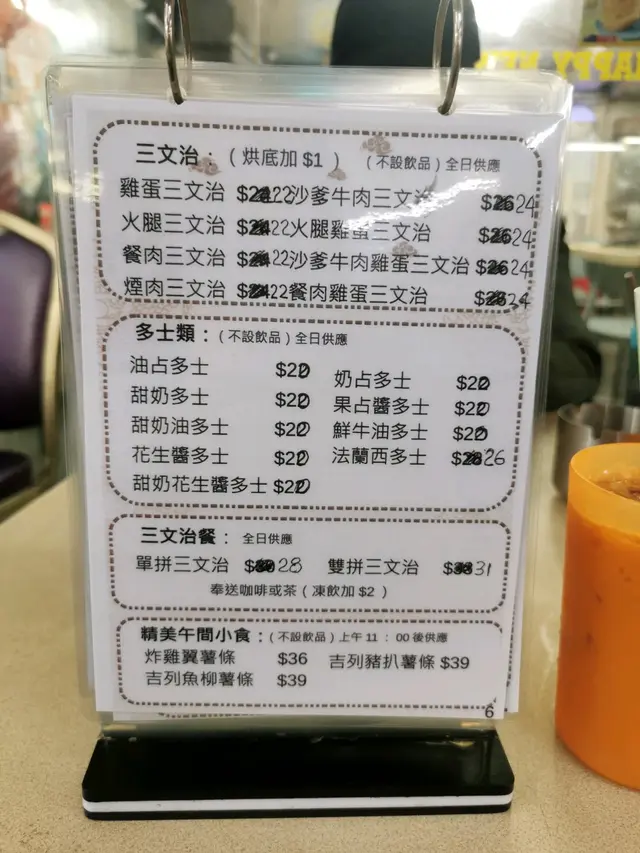 三文治：（烘底加 $1 ）（不設飲品）全日供應
雞蛋三文治 $22 沙爹牛肉三文治 $24
火腿三文治 $22 火腿雞蛋三文治 $24
餐肉三文治 $22 沙爹牛肉雞蛋三文治 $24
煙肉三文治 $22 餐肉雞蛋三文治 $24
多士類：（不設飲品）全日供應
油占多士 $20 奶占多士 $20
甜奶多士 $20 果占醬多士 $20
甜奶油多士 $20 鮮牛油多士 $20
花生醬多士 $20 法蘭西多士 $26
甜奶花生醬多士 $20
三文治餐： 全日供應
單拼三文治 $28 雙拼三文治 $31
奉送咖啡或茶（凍飲加 $2 ）
精美午間小食：（不設飲品）上午 11 ： 00 後供應
炸雞翼薯條 $36 吉列豬扒薯條 $39
吉列魚柳薯條 $39
6